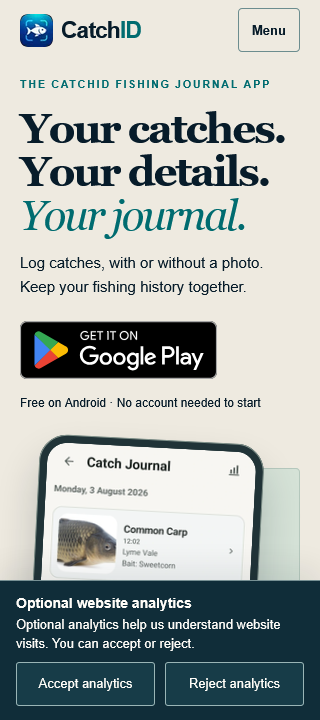 CatchID
Menu
THE CATCHID FISHING JOURNAL APP
Your catches.
Your details.
Your journal.
Log catches, with or without a photo.
Keep your fishing history together.
GET IT ON
Google Play
Free on Android · No account needed to start
Catch Journal
Monday, 3 August 2026
Common Carp
12:02
Lyme Vale
Bait: Sweetcorn
Optional website analytics
Optional analytics help us understand website
visits. You can accept or reject.
Accept analytics
Reject analytics